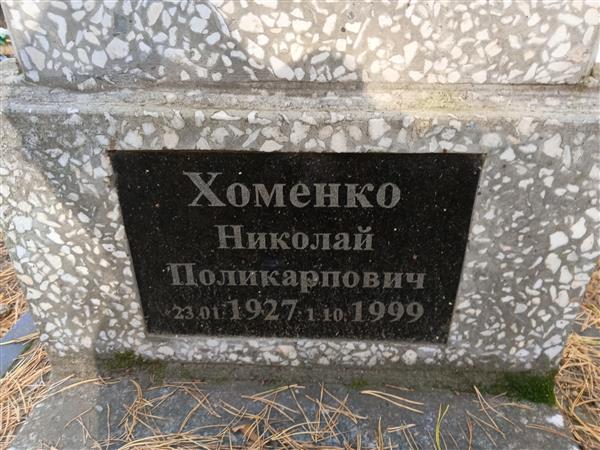 Хоменко
Николай
Поликарпович
23.01.1927 1.10.1999